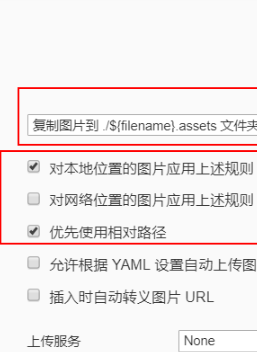 复制图片到 ./${filename}.assets 文件夹
对本地位置的图片应用上述规则
对网络位置的图片应用上述规则
优先使用相对路径
允许根据 YAML 设置自动上传图
插入时自动转义图片 URL
上传服务 None